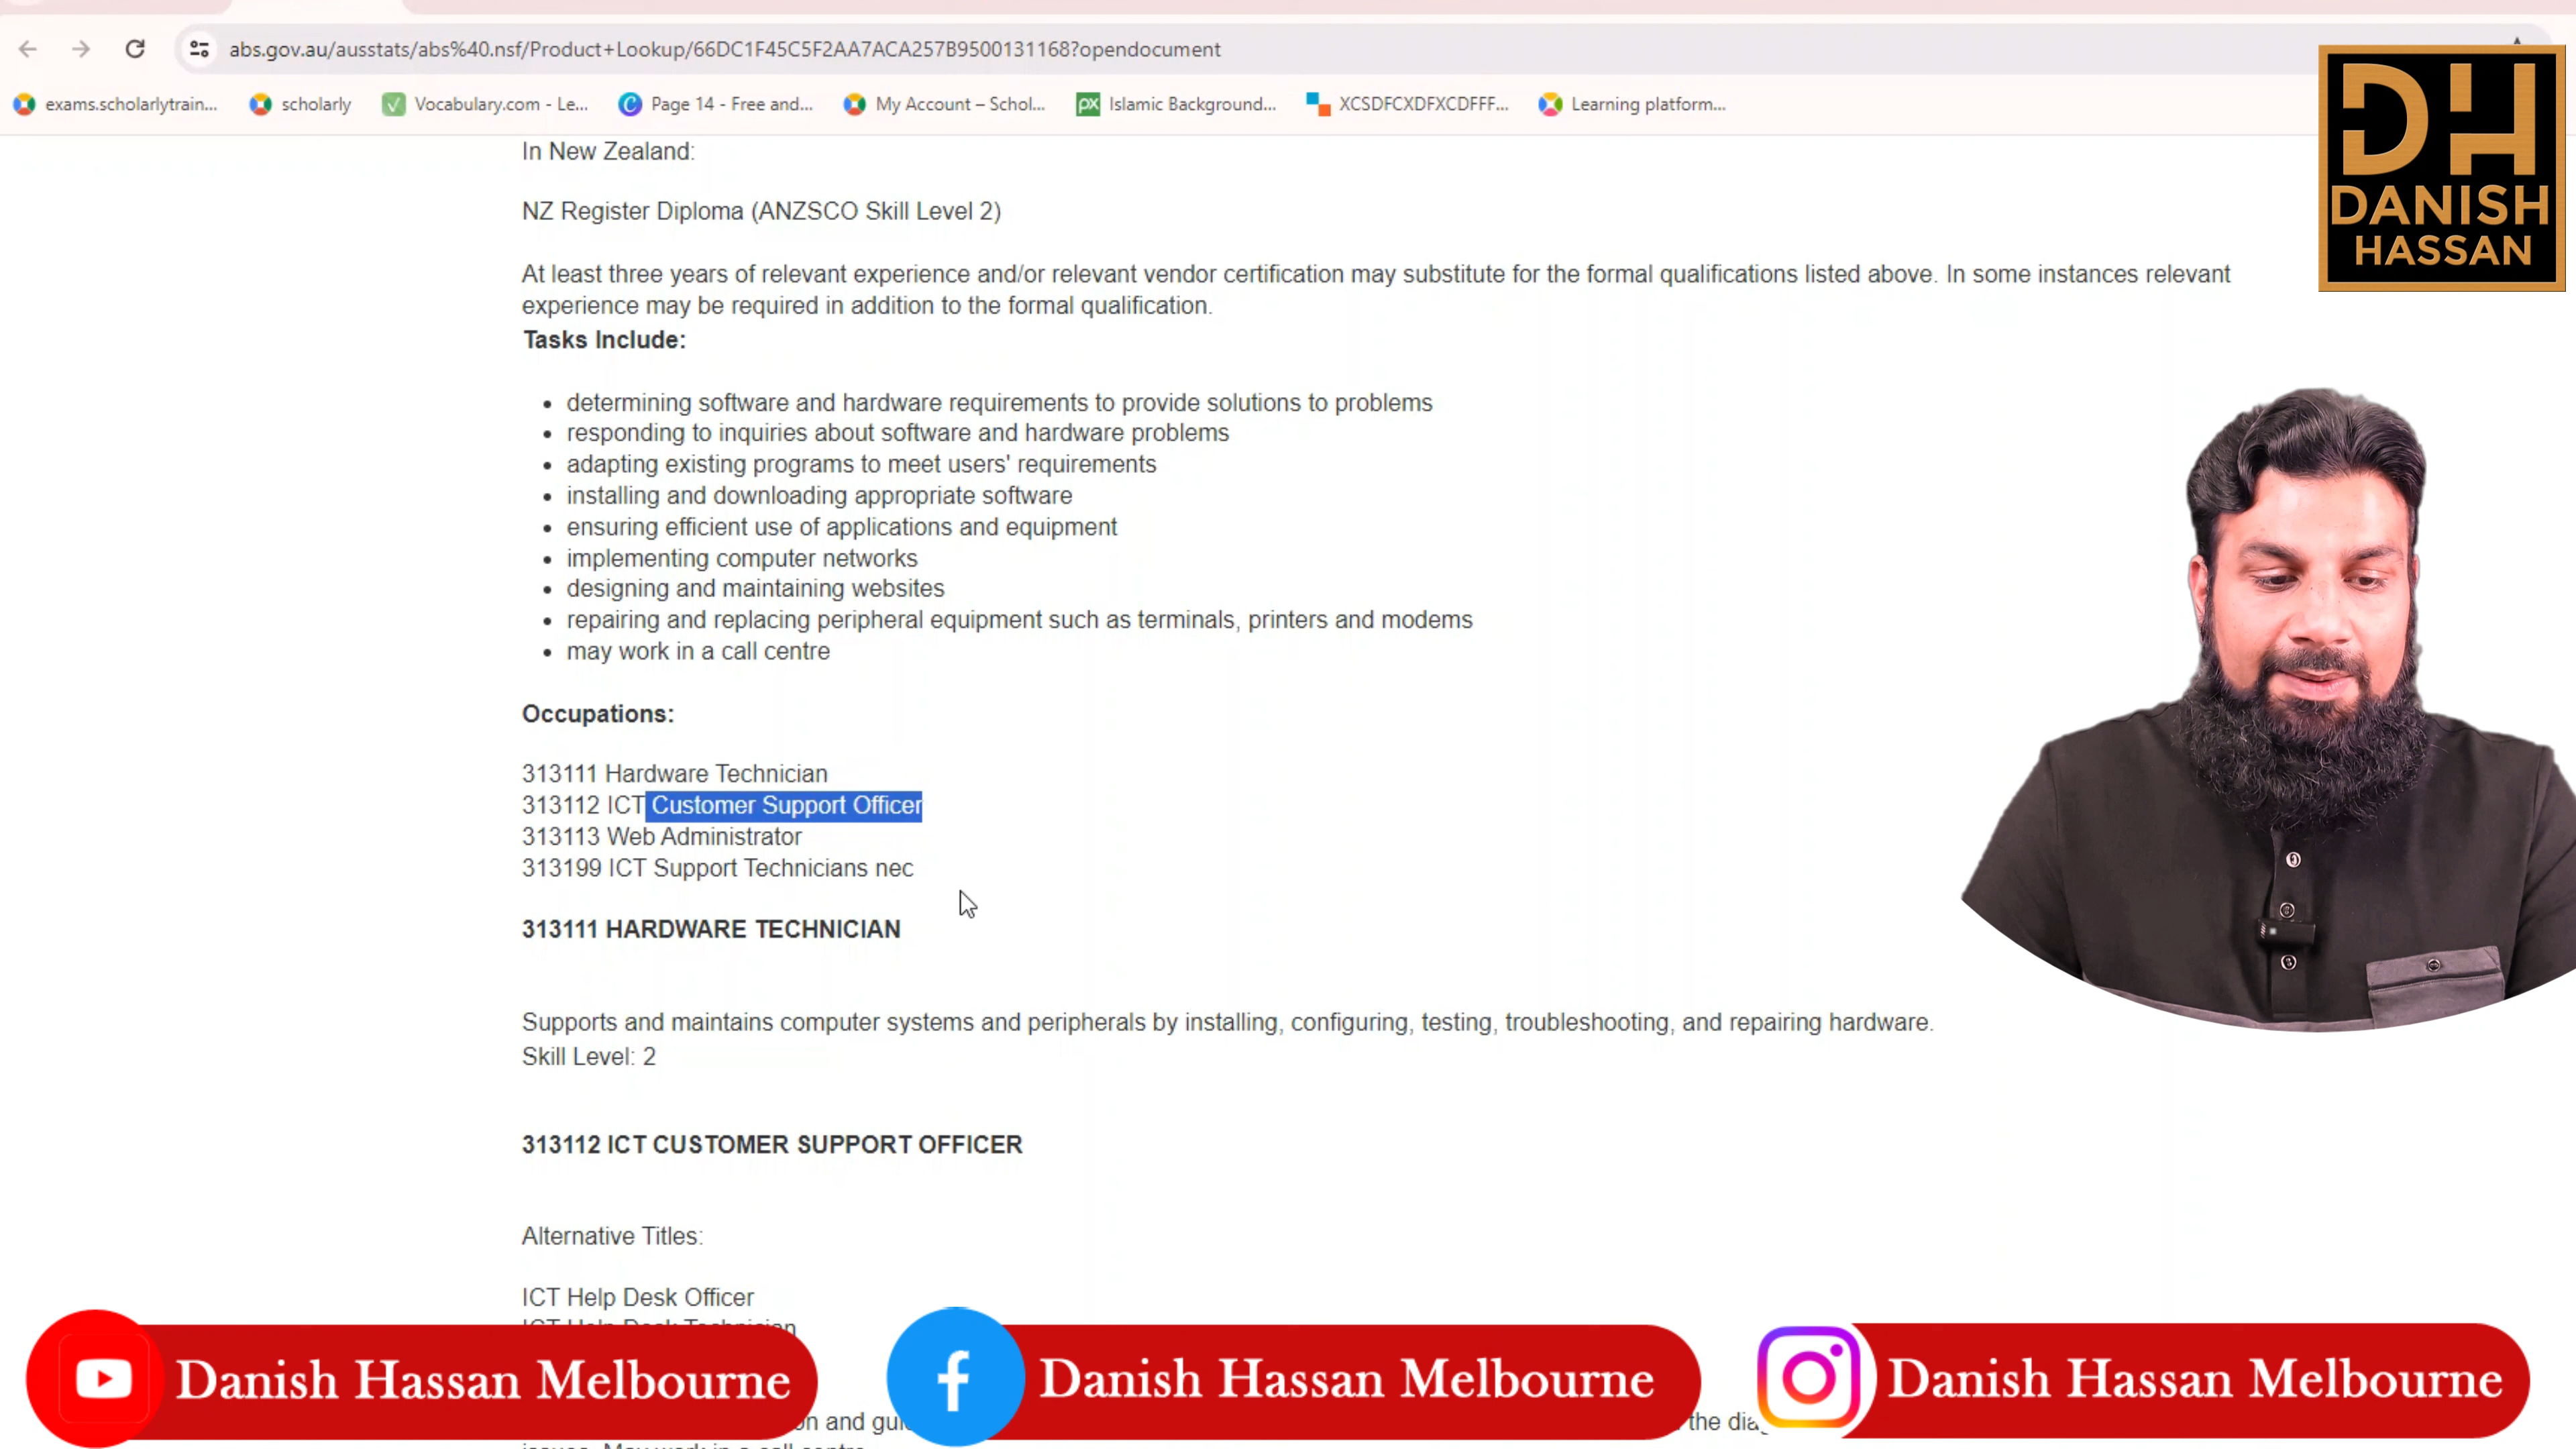 abs.gov.au/ausstats/abs%40.nsf/Product+Lookup/66DC1F45C5F2AA7ACA257B9500131168?opendocument
exams.scholarlytrain...
scholarly
Vocabulary.com - Le...
Page 14 - Free and...
My Account – Schol...
px
Islamic Background...
XCSDFCXDFXCDFFF...
Learning platform...
DH
DANISH
HASSAN
In New Zealand:
NZ Register Diploma (ANZSCO Skill Level 2)
At least three years of relevant experience and/or relevant vendor certification may substitute for the formal qualifications listed above. In some instances relevant
experience may be required in addition to the formal qualification.
Tasks Include:
• determining software and hardware requirements to provide solutions to problems
• responding to inquiries about software and hardware problems
• adapting existing programs to meet users' requirements
• installing and downloading appropriate software
• ensuring efficient use of applications and equipment
• implementing computer networks
• designing and maintaining websites
• repairing and replacing peripheral equipment such as terminals, printers and modems
• may work in a call centre
Occupations:
313111 Hardware Technician
313112 ICT Customer Support Officer
313113 Web Administrator
313199 ICT Support Technicians nec
313111 HARDWARE TECHNICIAN
Supports and maintains computer systems and peripherals by installing, configuring, testing, troubleshooting, and repairing hardware.
Skill Level: 2
313112 ICT CUSTOMER SUPPORT OFFICER
Alternative Titles:
ICT Help Desk Officer
Danish Hassan Melbourne
Danish Hassan Melbourne
Danish Hassan Melbourne
and
the